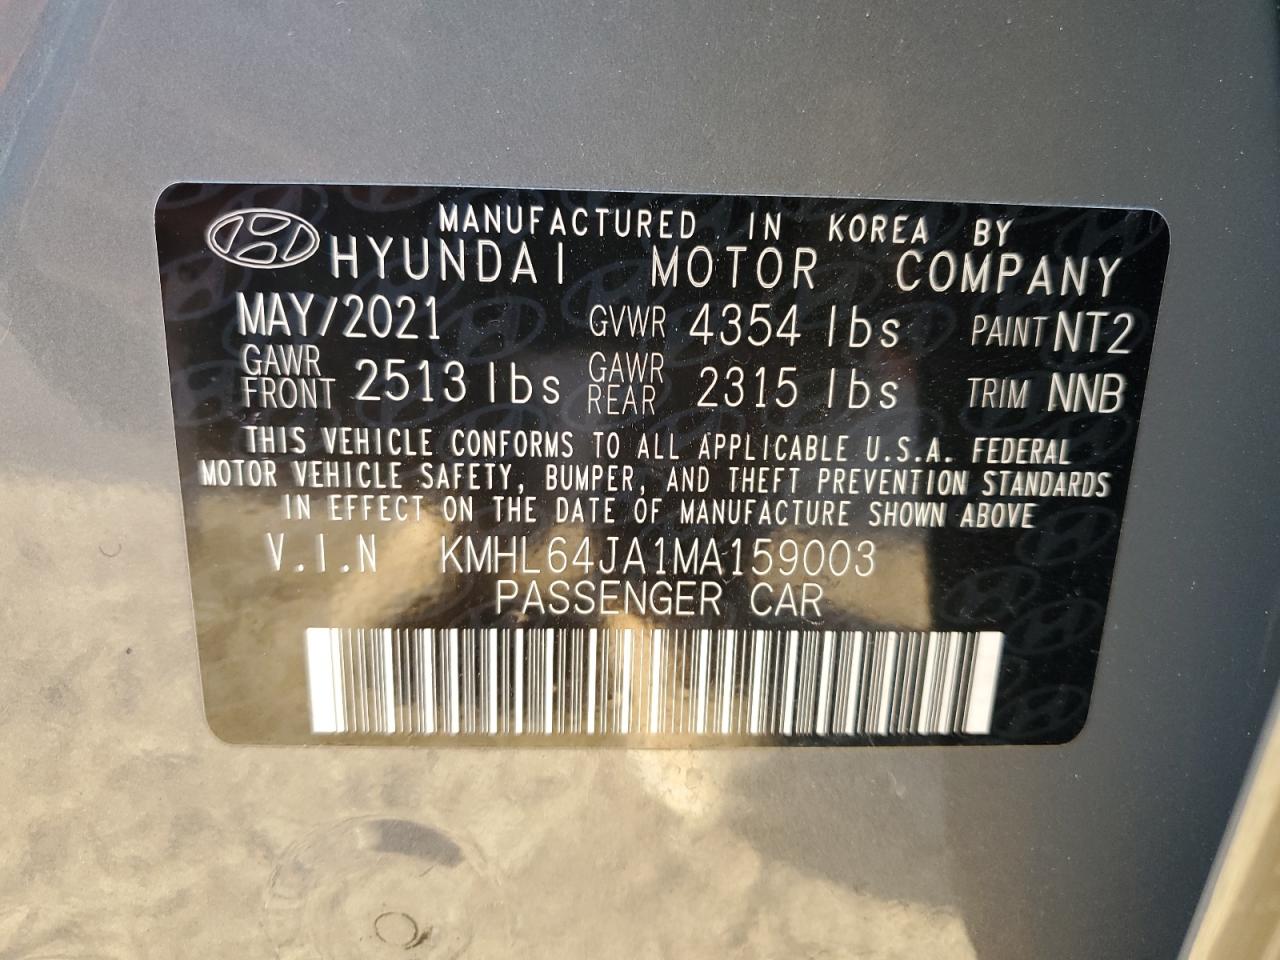 MANUFACTURED IN KOREA BY
HYUNDAI MOTOR COMPANY
MAY/2021 GVWR 4354 lbs PAINT NT2
GAWR FRONT 2513 lbs GAWR REAR 2315 lbs TRIM NNB
THIS VEHICLE CONFORMS TO ALL APPLICABLE U.S.A. FEDERAL
MOTOR VEHICLE SAFETY, BUMPER, AND THEFT PREVENTION STANDARDS
IN EFFECT ON THE DATE OF MANUFACTURE SHOWN ABOVE
V.I.N KMHL64JA1MA159003
PASSENGER CAR